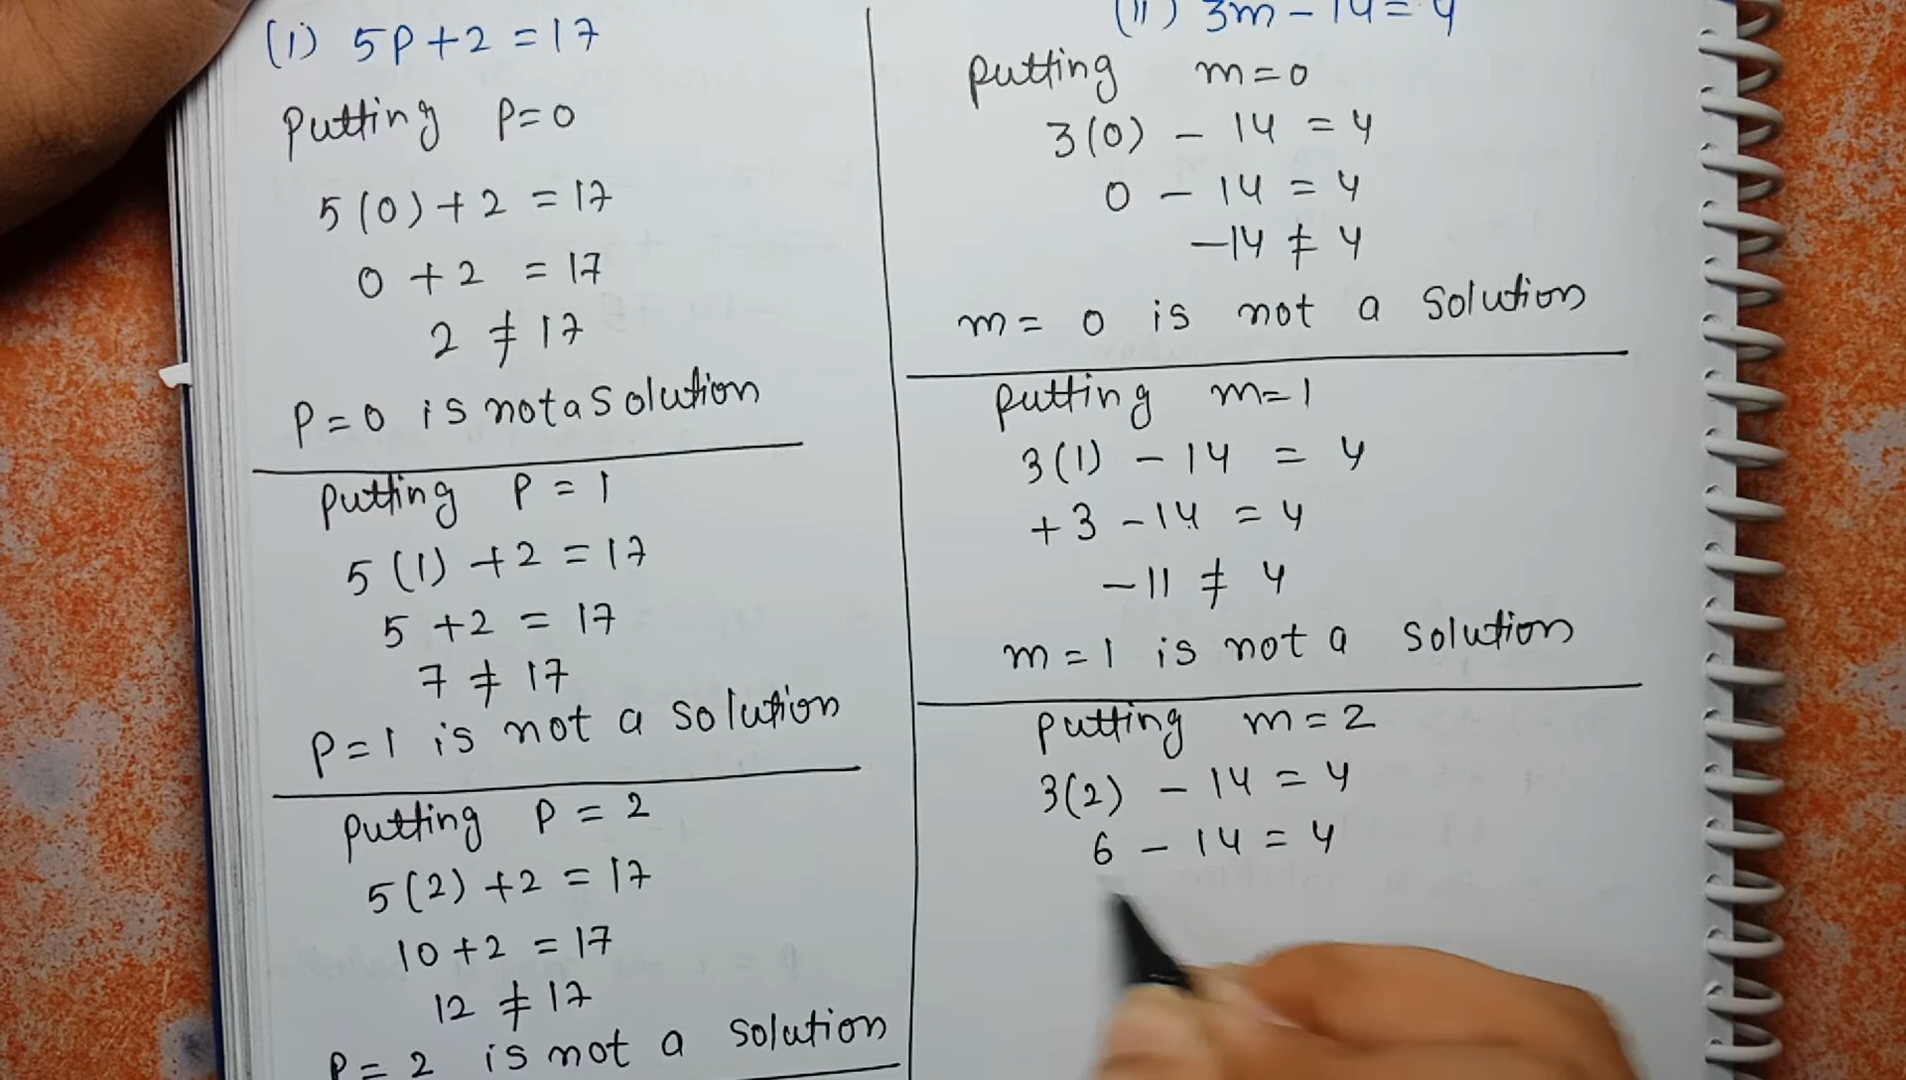 (i) 5P+2=17
putting P=0
5(0)+2=17
0+2=17
2≠17
P=0 is not a solution
putting P=1
5(1)+2=17
5+2=17
7≠17
P=1 is not a solution
putting P=2
5(2)+2=17
10+2=17
12≠17
P=2 is not a solution
(ii) 3m-14=4
putting m=0
3(0)-14=4
0-14=4
-14≠4
m=0 is not a solution
putting m=1
3(1)-14=4
+3-14=4
-11≠4
m=1 is not a solution
putting m=2
3(2)-14=4
6-14=4